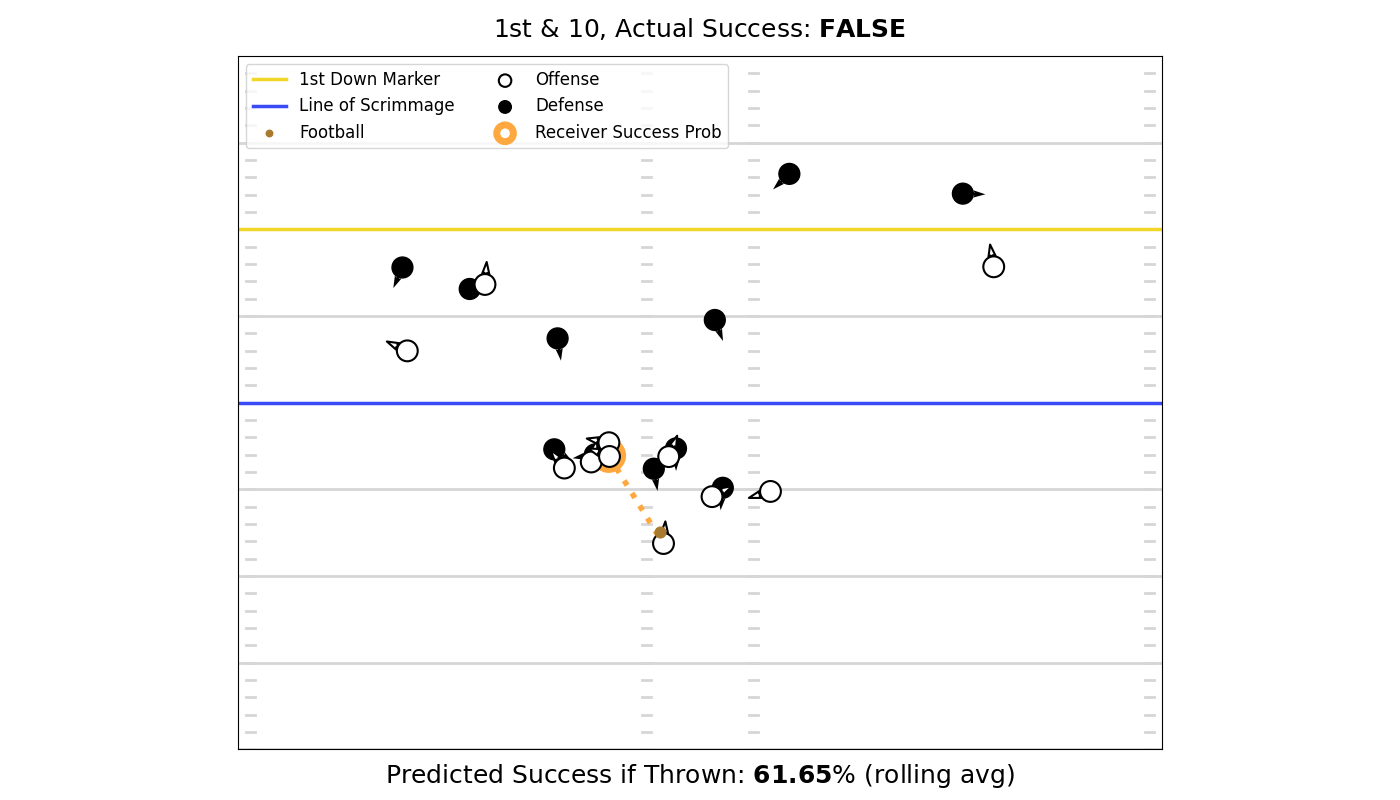 1st & 10, Actual Success: FALSE
1st Down Marker
Line of Scrimmage
Football
Offense
Defense
Receiver Success Prob
Predicted Success if Thrown: 61.65% (rolling avg)